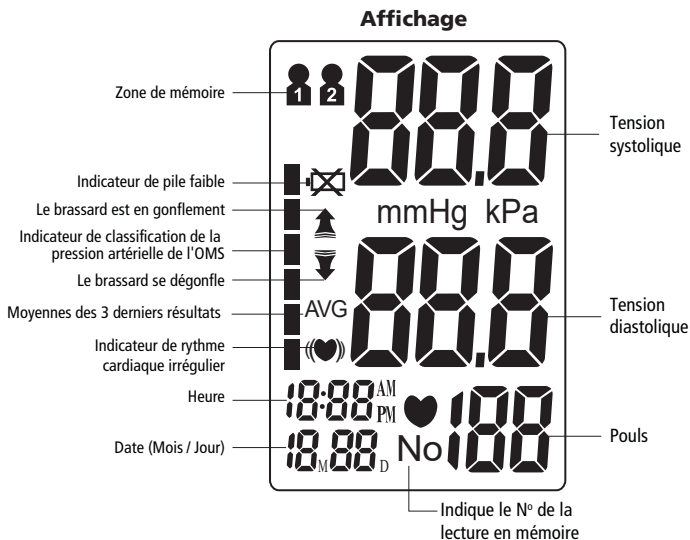 Affichage
Zone de mémoire
1 2
88.8
Tension
systolique
Indicateur de pile faible
Le brassard est en gonflement
mmHg kPa
Indicateur de classification de la
pression artérielle de l'OMS
Le brassard se dégonfle
88.8
Tension
diastolique
Moyennes des 3 derniers résultats
AVG
Indicateur de rythme
cardiaque irrégulier
Heure
18:88 AM
PM
188
Pouls
Date (Mois / Jour)
18 M 88 D
No
Indique le Nº de la
lecture en mémoire